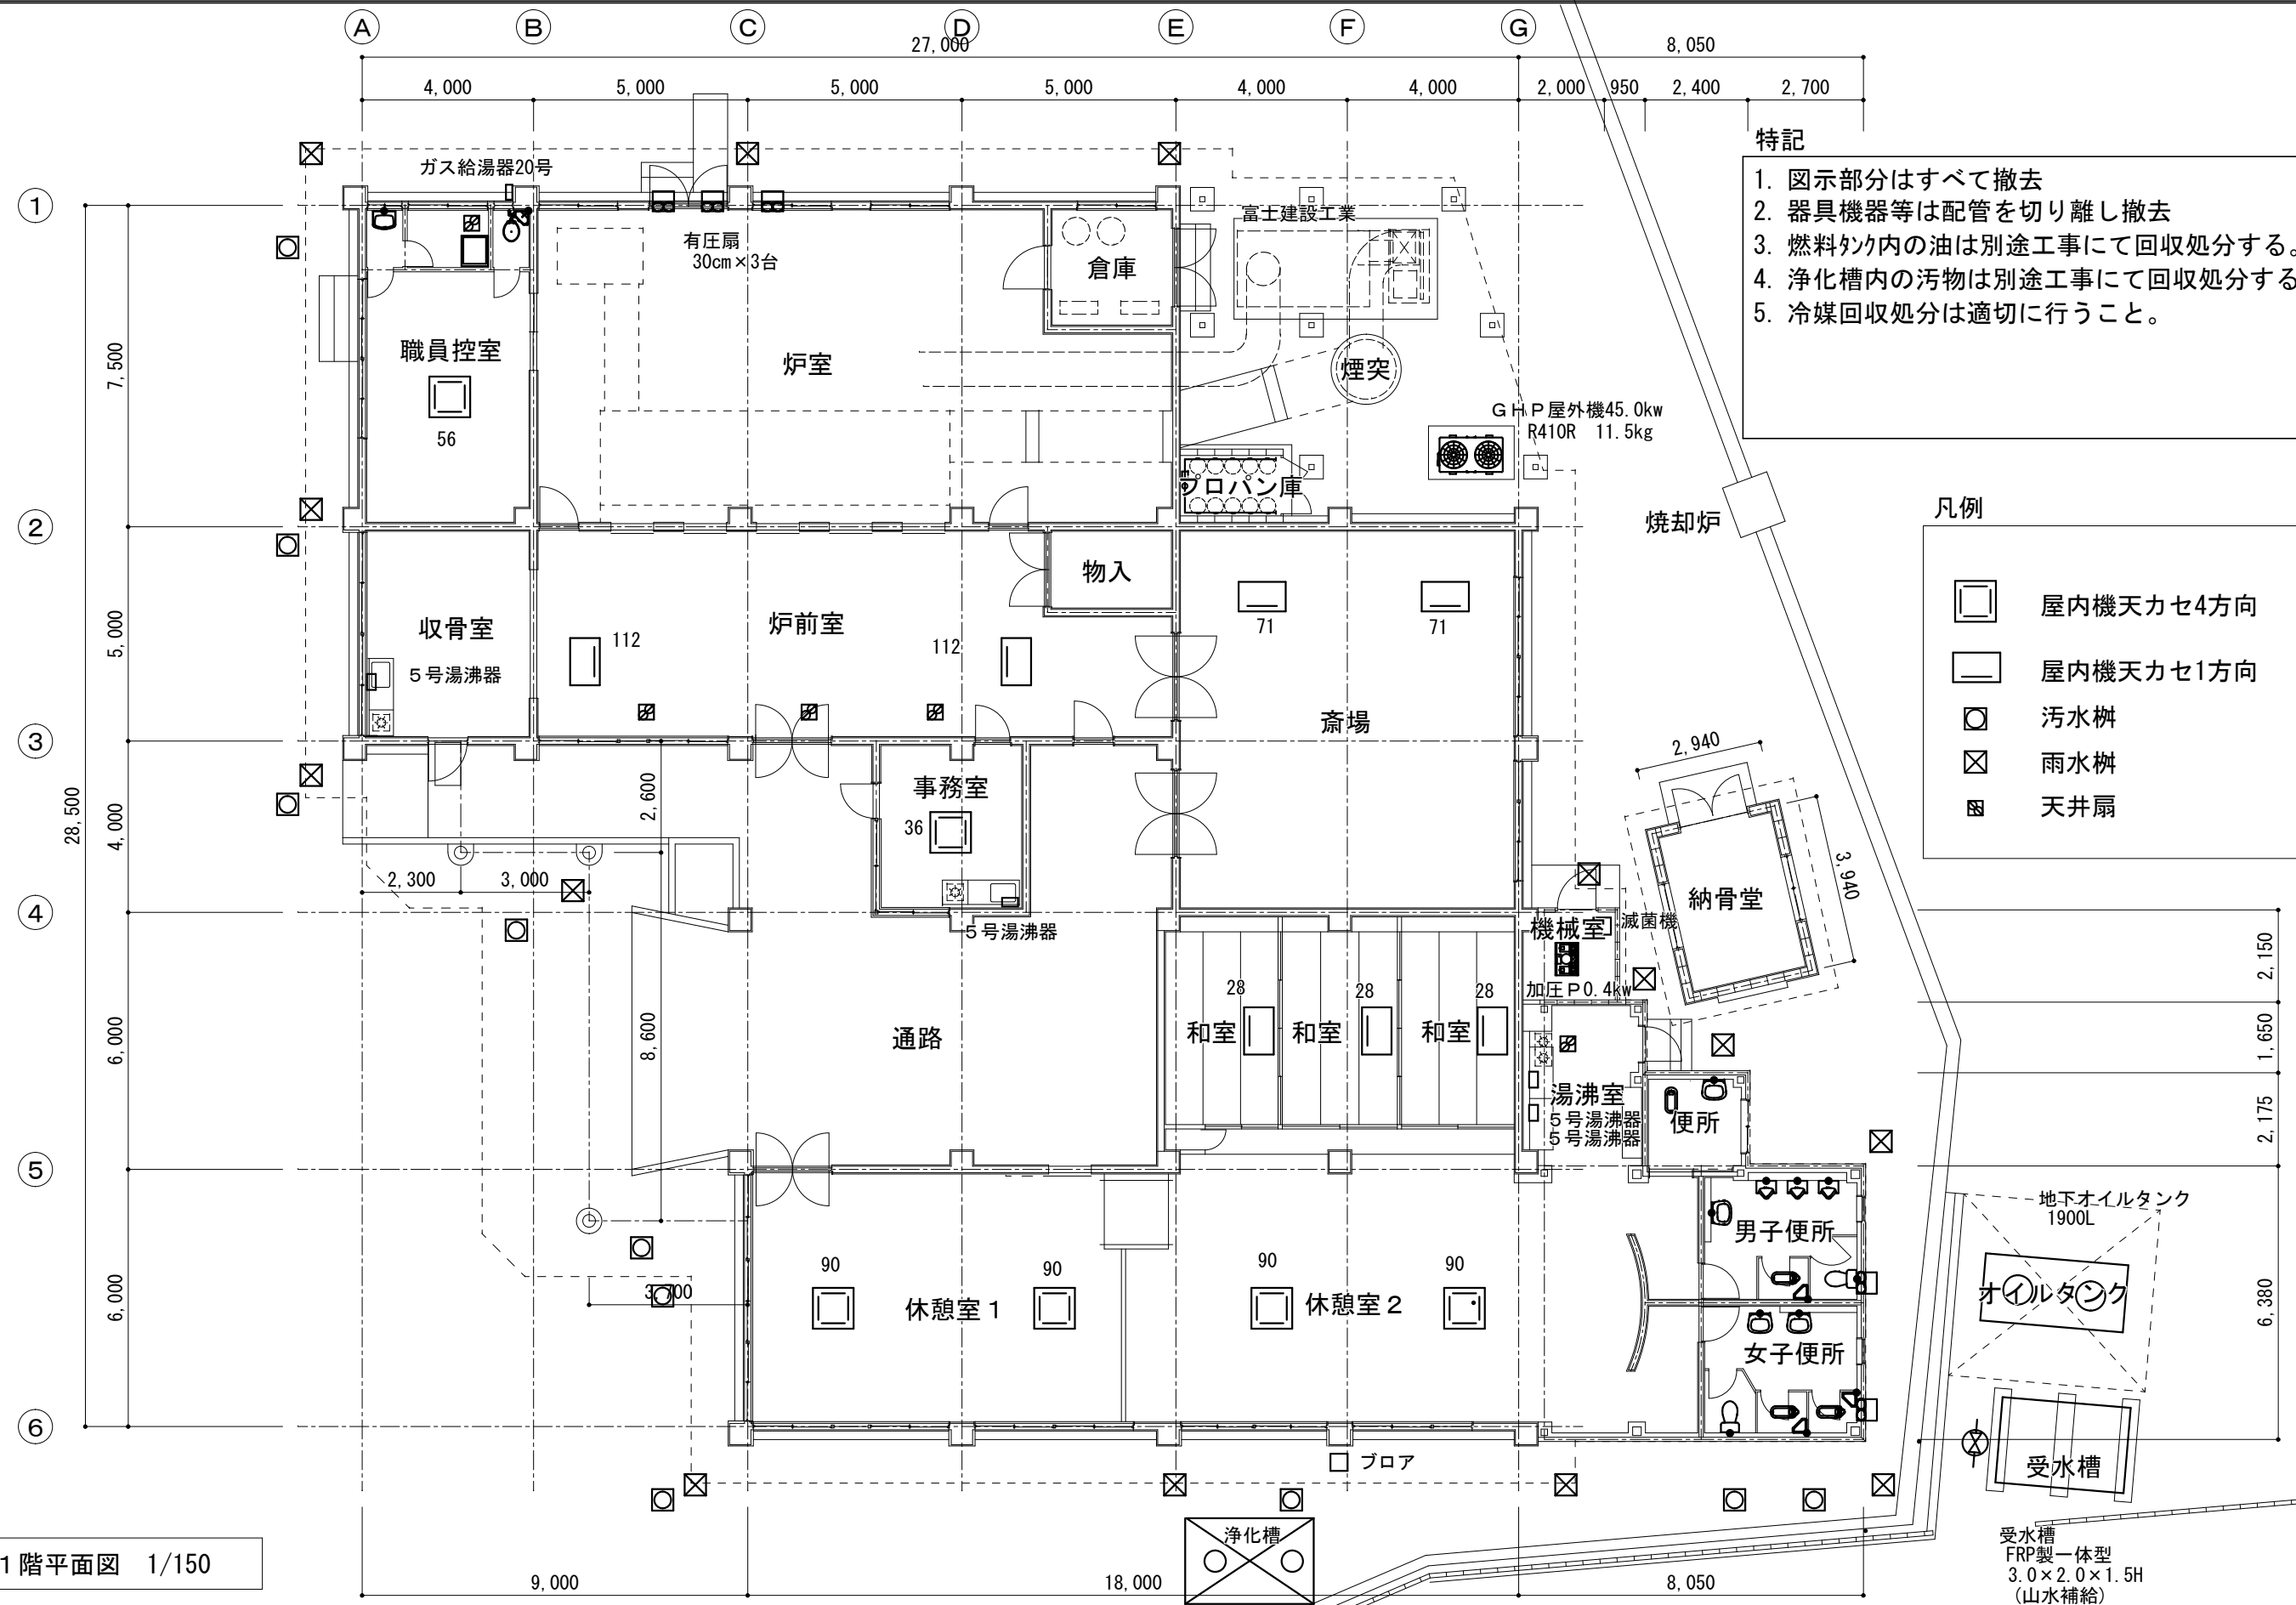 A B C D E F G
27,000 8,050
4,000 5,000 5,000 5,000 4,000 4,000 2,000 950 2,400 2,700
特記
1. 図示部分はすべて撤去
2. 器具機器等は配管を切り離し撤去
3. 燃料ﾀﾝｸ内の油は別途工事にて回収処分する。
4. 浄化槽内の汚物は別途工事にて回収処分する
5. 冷媒回収処分は適切に行うこと。
ガス給湯器20号
1
有圧扇
30cm×3台
倉庫
富士建設工業
職員控室
56
炉室
煙突
7,500
GHP屋外機45.0kw
R410R 11.5kg
プロパン庫
2
焼却炉
凡例
屋内機天カセ4方向
屋内機天カセ1方向
汚水桝
雨水桝
天井扇
物入
収骨室
5号湯沸器
炉前室
112
112
71
71
5,000
斎場
3
2,940
3,940
納骨堂
事務室
36
2,600
28,500
4,000
2,300 3,000
4
5号湯沸器
機械室
滅菌機
加圧P0.4kw
28
28
28
和室
和室
和室
通路
8,600
6,000
湯沸室
5号湯沸器
5号湯沸器
便所
2,150
1,650
2,175
6,380
5
地下オイルタンク
1900L
オイルタンク
男子便所
女子便所
90
90
90
90
休憩室1
休憩室2
3,700
6,000
6
ブロア
受水槽
浄化槽
受水槽
FRP製一体型
3.0×2.0×1.5H
(山水補給)
1階平面図 1/150
9,000 18,000 8,050